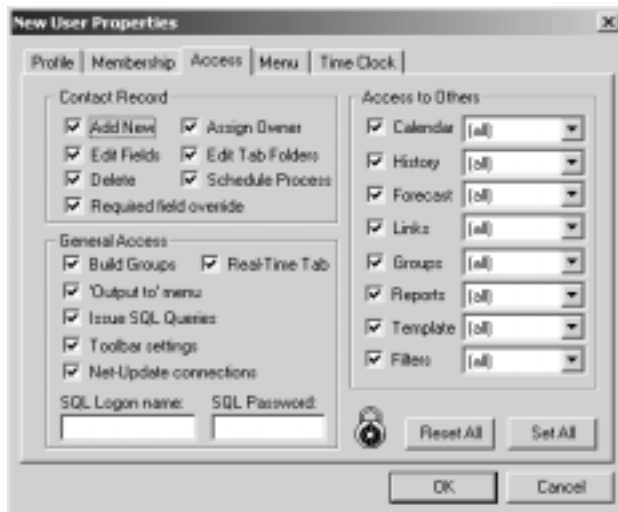 New User Properties
Profile Membership Access Menu Time Clock
Contact Record
Add New Assign Owner
Edit Fields Edit Tab Folders
Delete Schedule Process
Required field override
General Access
Build Groups Real-Time Tab
'Output to' menu
Issue SQL Queries
Toolbar settings
Net-Update connections
SQL Logon name: SQL Password:
Access to Others
Calendar (all)
History (all)
Forecast (all)
Links (all)
Groups (all)
Reports (all)
Template (all)
Filters (all)
Reset All Set All
OK Cancel